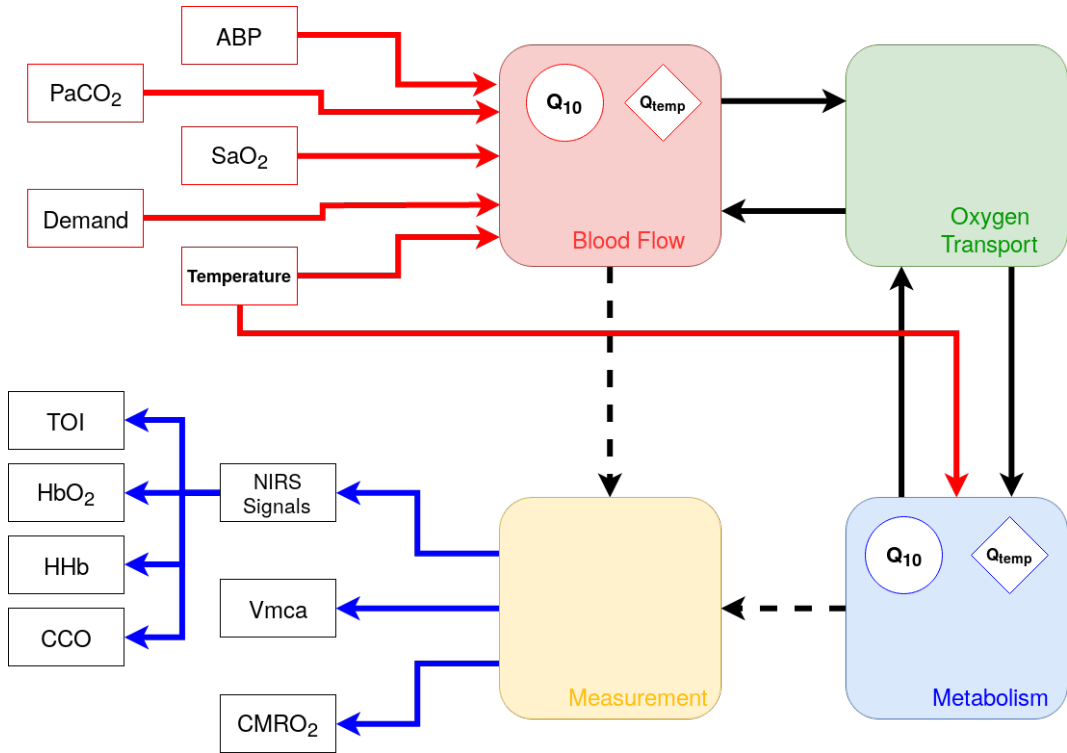 ABP
PaCO₂
SaO₂
Demand
Temperature
Q₁₀
Qtemp
Blood Flow
Oxygen
Transport
TOI
HbO₂
HHb
CCO
NIRS
Signals
Vmca
CMRO₂
Measurement
Q₁₀
Qtemp
Metabolism